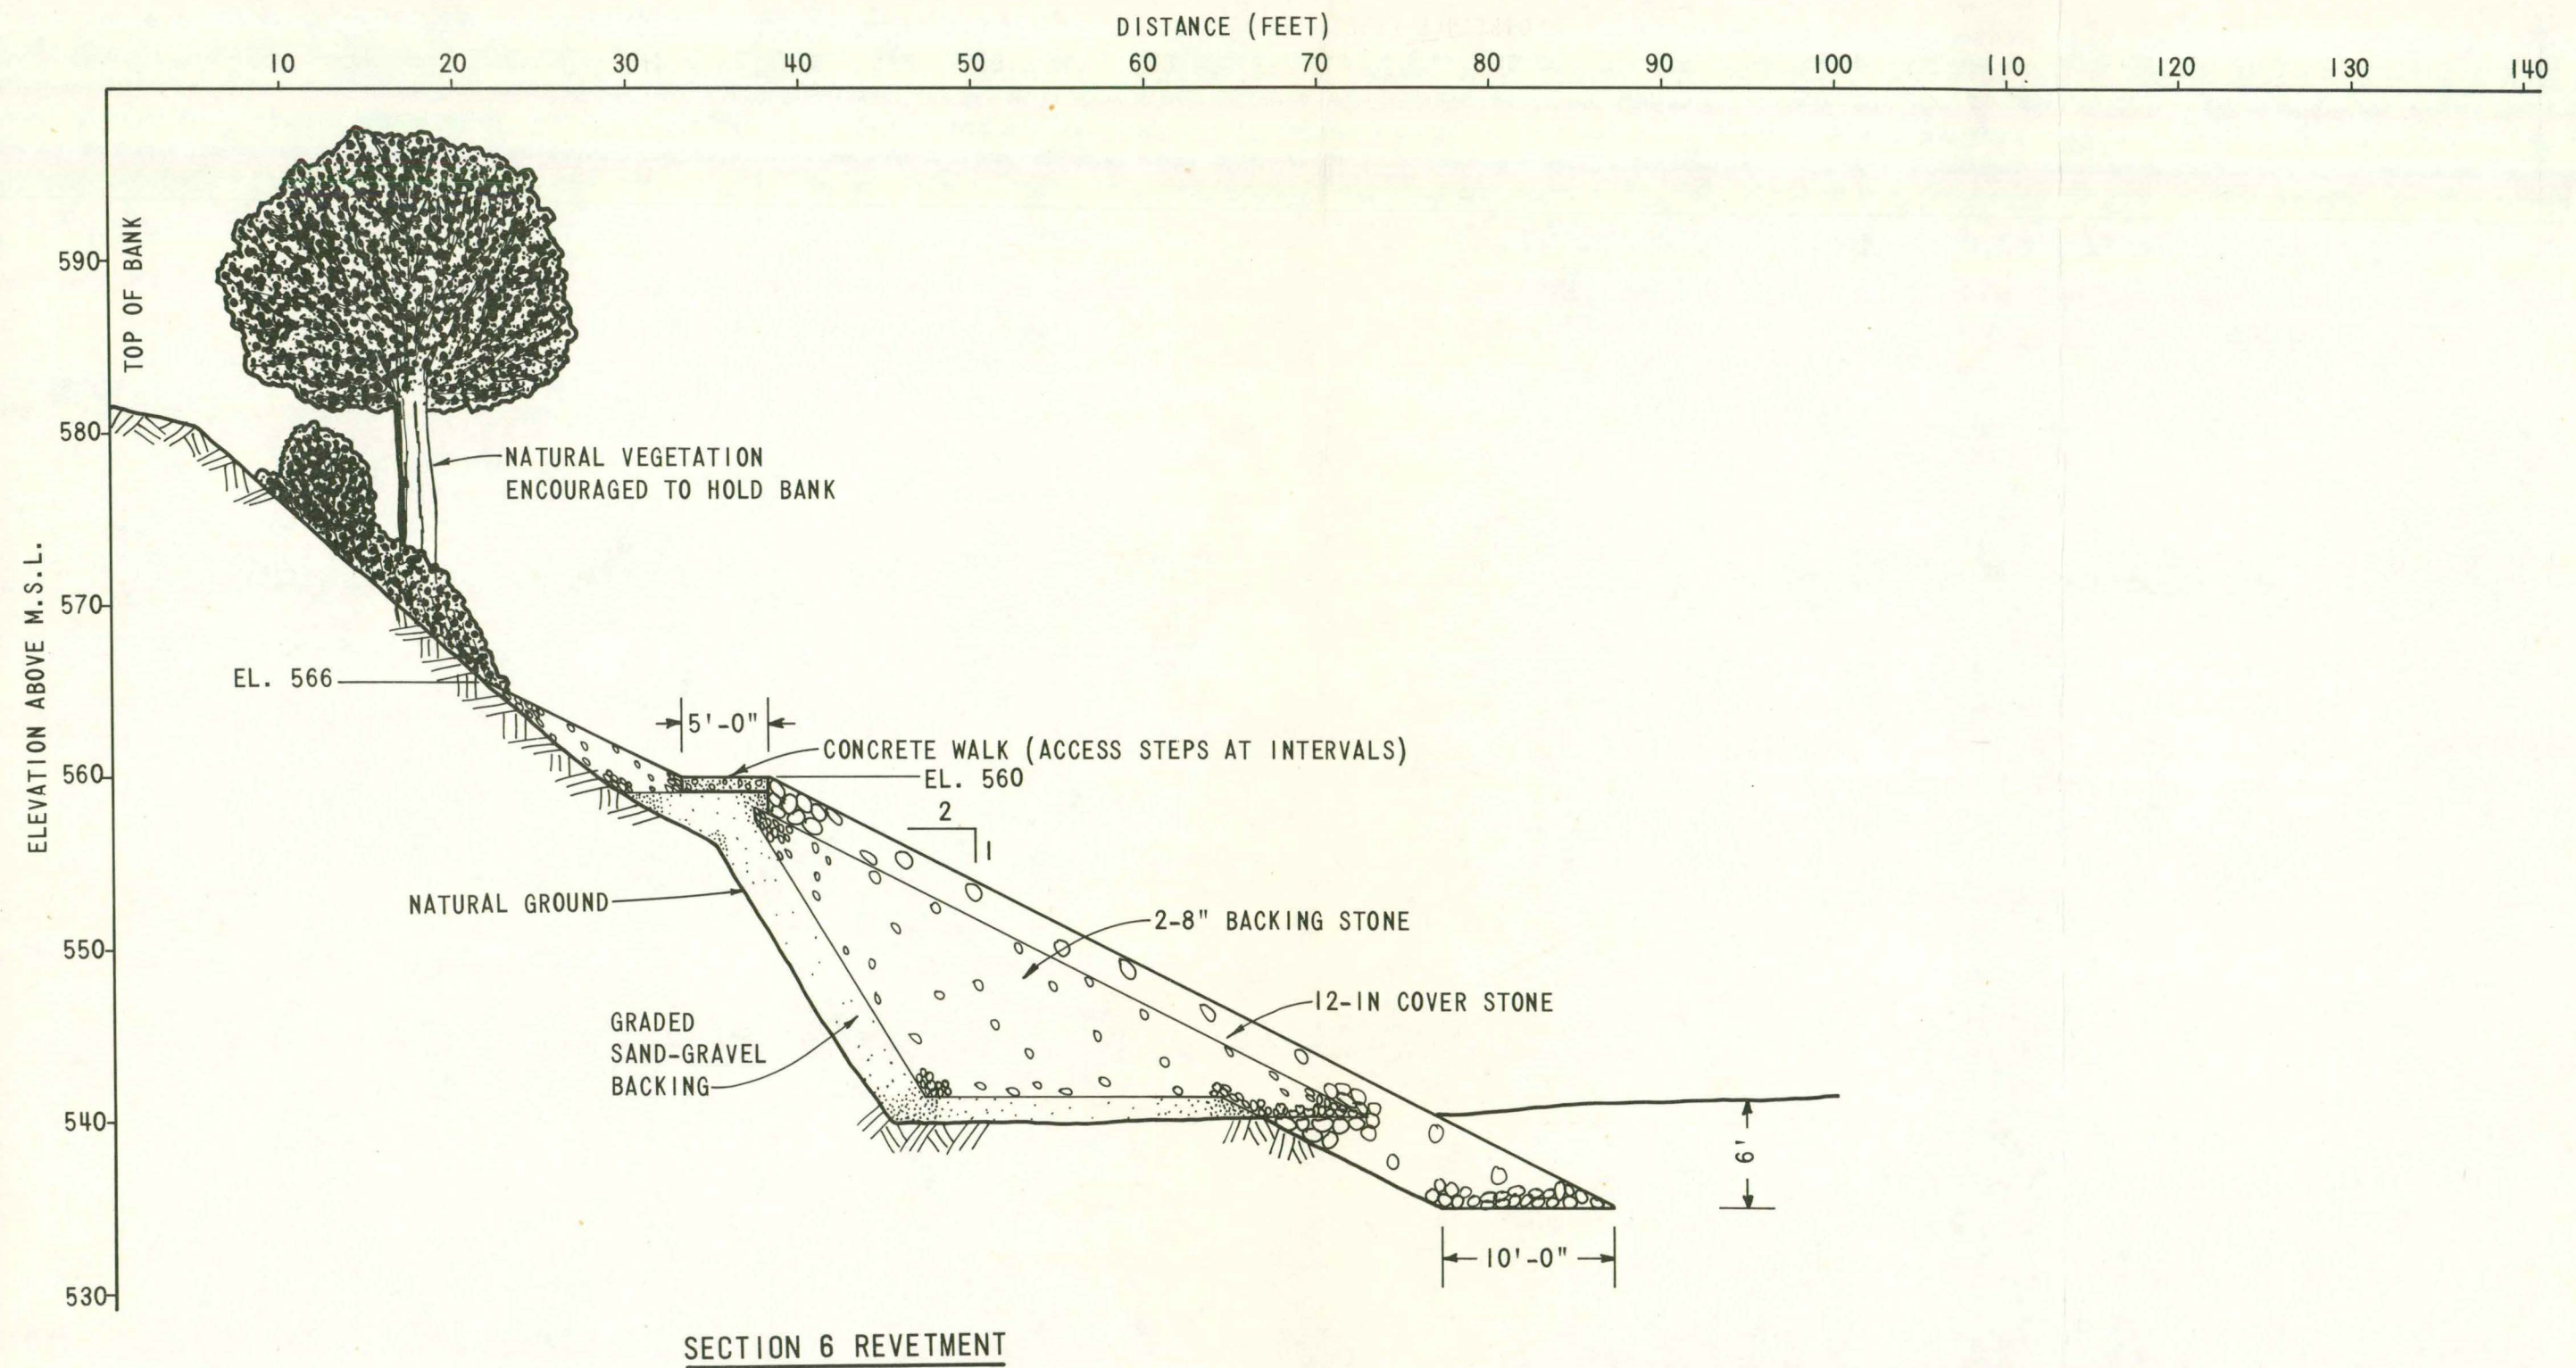 DISTANCE (FEET)
10 20 30 40 50 60 70 80 90 100 110 120 130 140
TOP OF BANK
590
580
NATURAL VEGETATION
ENCOURAGED TO HOLD BANK
ELEVATION ABOVE M.S.L.
570
EL. 566
5'-0"
CONCRETE WALK (ACCESS STEPS AT INTERVALS)
560
EL. 560
2
1
NATURAL GROUND
2-8" BACKING STONE
550
12-IN COVER STONE
GRADED
SAND-GRAVEL
BACKING
540
6'
10'-0"
530
SECTION 6 REVETMENT